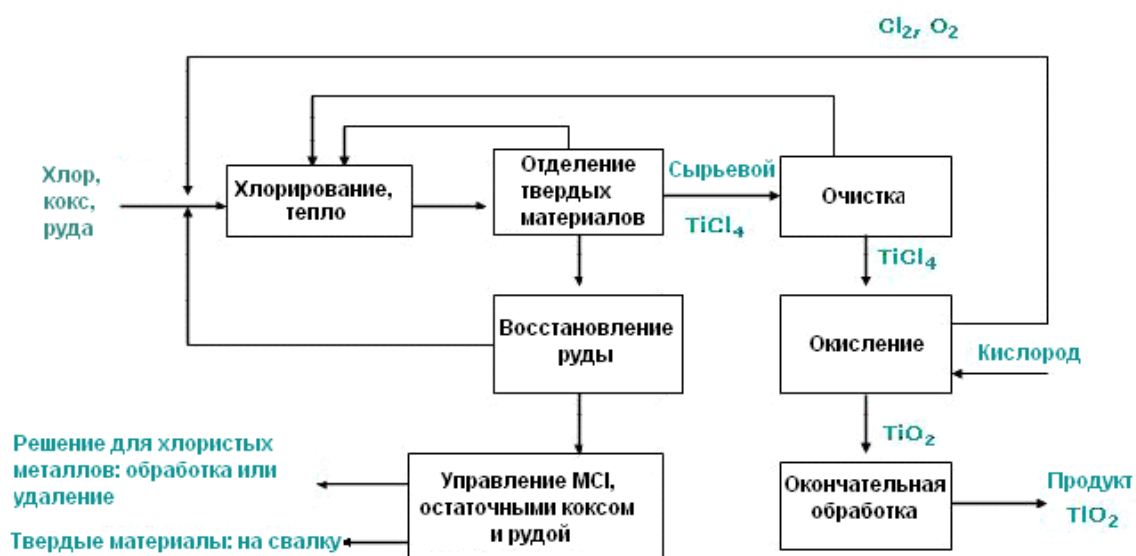 Cl₂, O₂
Хлор,
кокс,
руда
Хлорирование,
тепло
Отделение
твердых
материалов
Сырьевой
TiCl₄
Очистка
TiCl₄
Восстановление
руды
Окисление
Кислород
TiO₂
Решение для хлористых
металлов: обработка или
удаление
Твердые материалы: на свалку
Управление MCl,
остаточными коксом
и рудой
Окончательная
обработка
Продукт
TiO₂